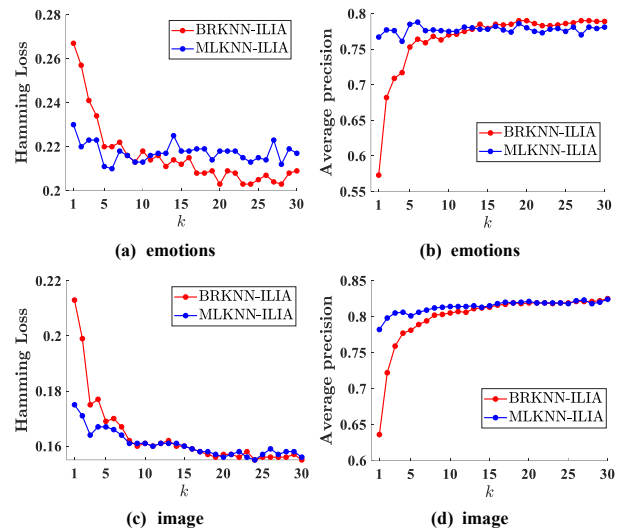 0.28
0.26
0.24
0.22
0.2
Hamming Loss
BRKNN-ILIA
MLKNN-ILIA
1 5 10 15 20 25 30
k
(a) emotions
0.8
0.75
0.7
0.65
0.6
0.55
Average precision
BRKNN-ILIA
MLKNN-ILIA
1 5 10 15 20 25 30
k
(b) emotions
0.22
0.2
0.18
0.16
Hamming Loss
BRKNN-ILIA
MLKNN-ILIA
1 5 10 15 20 25 30
k
(c) image
0.85
0.8
0.75
0.7
0.65
0.6
Average precision
BRKNN-ILIA
MLKNN-ILIA
1 5 10 15 20 25 30
k
(d) image